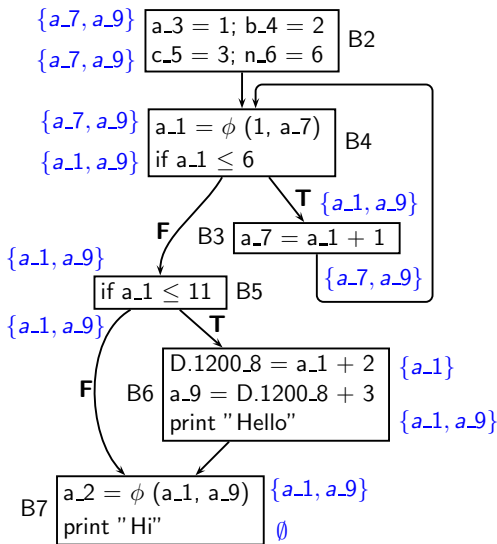 {a_7, a_9}
a_3 = 1; b_4 = 2
B2
{a_7, a_9}
c_5 = 3; n_6 = 6
{a_7, a_9}
a_1 = ϕ (1, a_7)
B4
{a_1, a_9}
if a_1 ≤ 6
T
{a_1, a_9}
F
B3
a_7 = a_1 + 1
{a_1, a_9}
{a_7, a_9}
if a_1 ≤ 11
B5
{a_1, a_9}
T
D.1200_8 = a_1 + 2
{a_1}
F
B6
a_9 = D.1200_8 + 3
print "Hello"
{a_1, a_9}
a_2 = ϕ (a_1, a_9)
{a_1, a_9}
B7
print "Hi"
∅